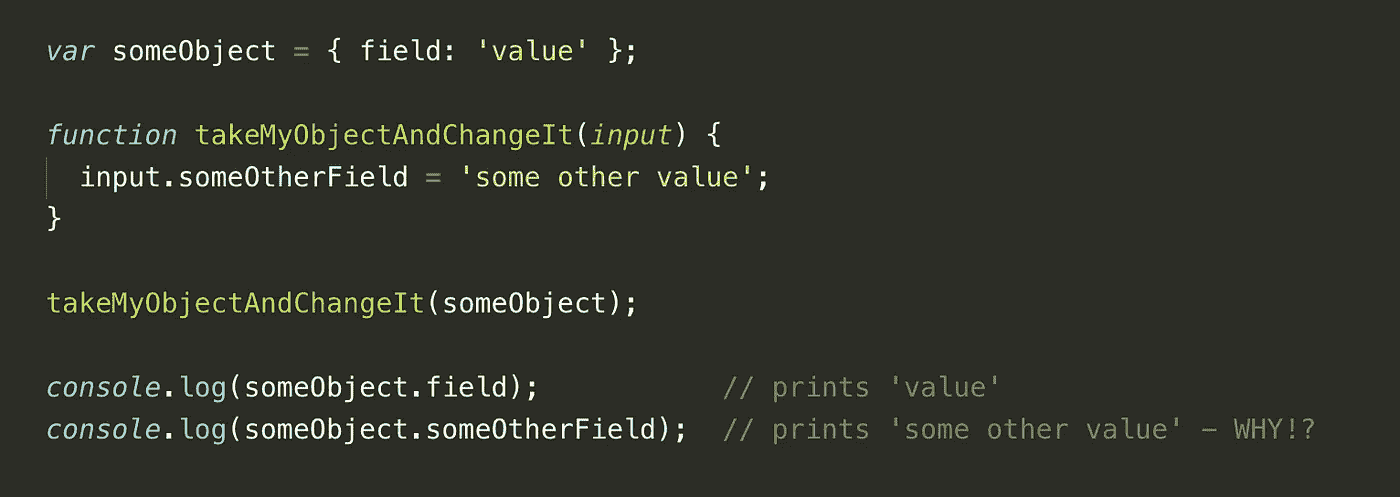 var someObject = { field: 'value' };
function takeMyObjectAndChangeIt(input) {
  input.someOtherField = 'some other value';
}
takeMyObjectAndChangeIt(someObject);
console.log(someObject.field);           // prints 'value'
console.log(someObject.someOtherField);  // prints 'some other value' – WHY!?